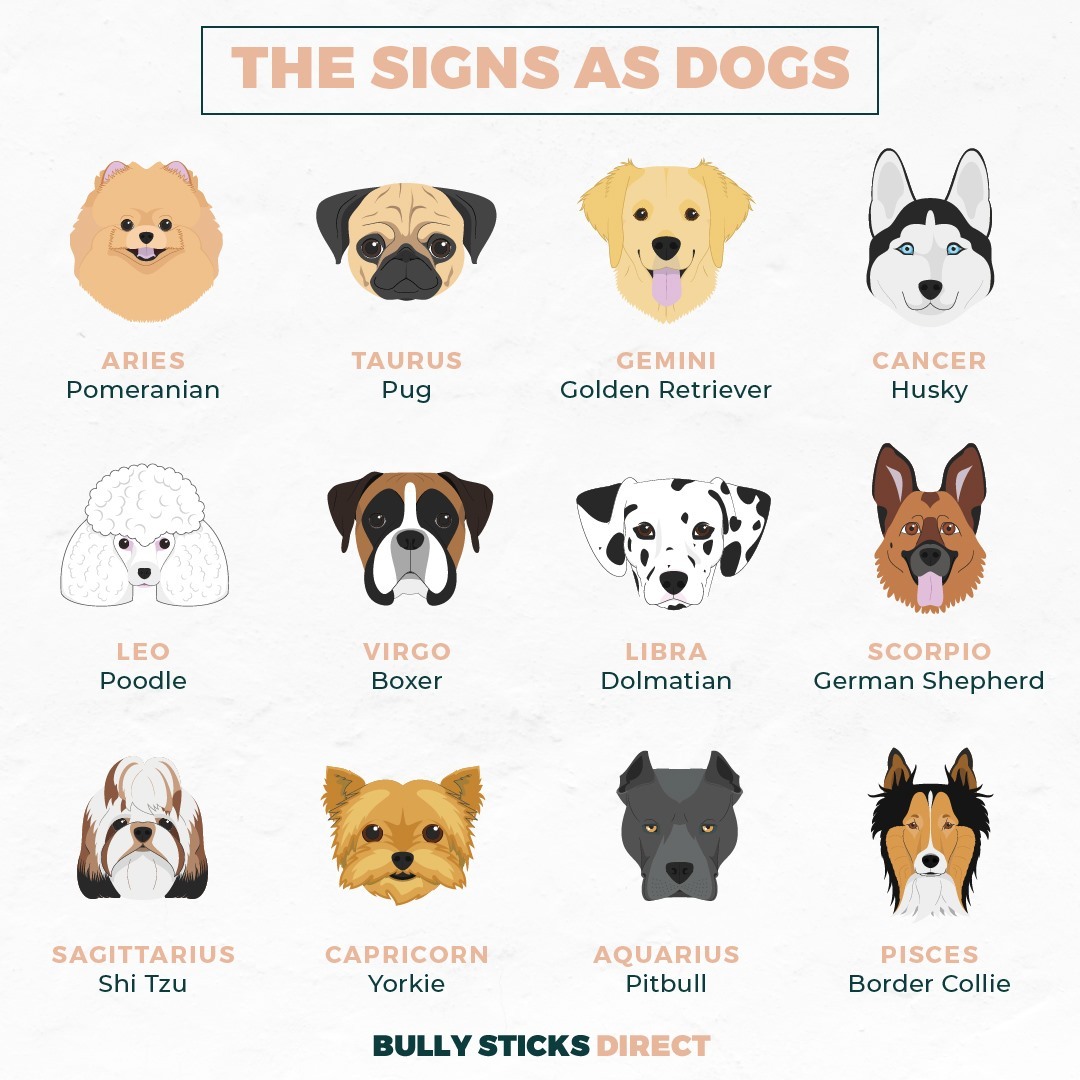 THE SIGNS AS DOGS
ARIES
Pomeranian
TAURUS
Pug
GEMINI
Golden Retriever
CANCER
Husky
LEO
Poodle
VIRGO
Boxer
LIBRA
Dolmatian
SCORPIO
German Shepherd
SAGITTARIUS
Shi Tzu
CAPRICORN
Yorkie
AQUARIUS
Pitbull
PISCES
Border Collie
BULLY STICKS DIRECT